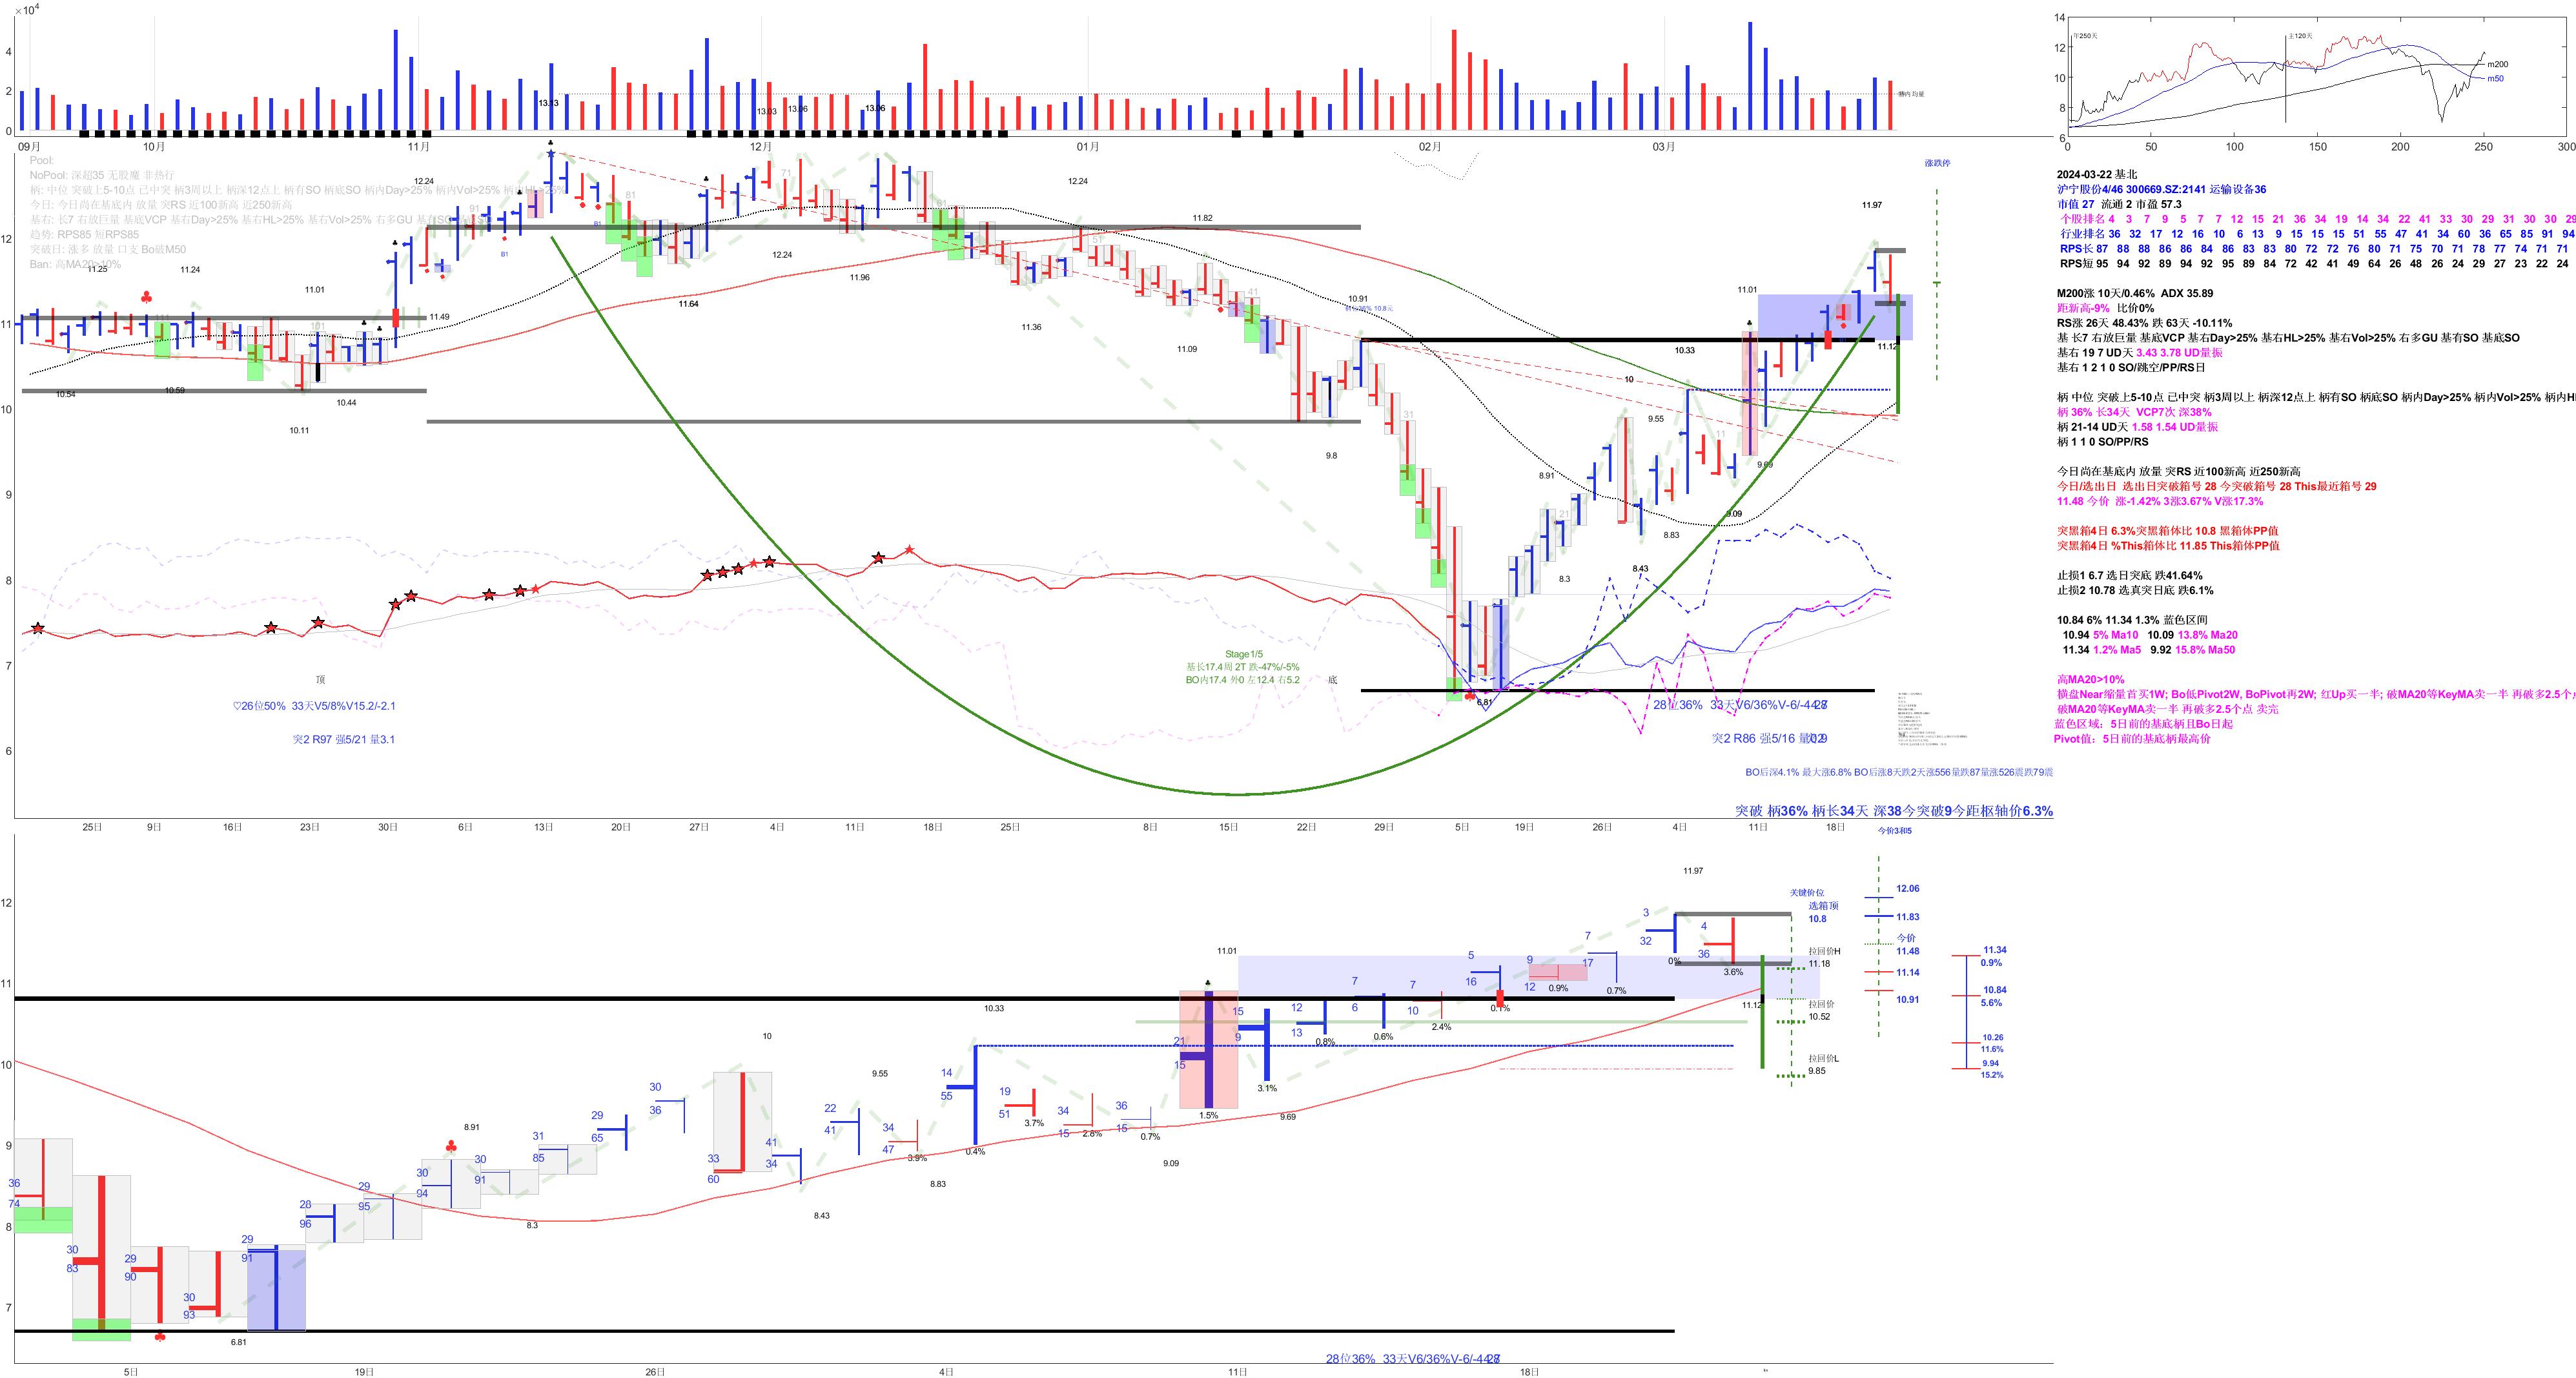 ×10⁴
4
2
0
13.13
13.03
13.06
13.06
09月
10月
11月
12月
01月
02月
03月
Pool:
NoPool: 深超35 无股魔 非热行
柄: 中位 突破上5-10点 已中突 柄3周以上 柄深12点上 柄有SO 柄底SO 柄内Day>25% 柄内Vol>25% 柄内HL>25%
今日: 今日尚在基底内 放量 突RS 近100新高 近250新高
基右: 长7 右放巨量 基底VCP 基右Day>25% 基右HL>25% 基右Vol>25% 右多GU 基有SO
趋势: RPS85 短RPS85
突破日: 涨多 放量 口支 Bo破M50
Ban: 高MA20>10%
12
11
10
9
8
7
6
11.25
11.24
11.01
12.24
11.49
10.54
10.59
10.44
10.11
91
B1
B1
81
11.64
71
12.24
11.96
61
11.36
12.24
51
11.82
11.09
41
9.8
10.91
31
6.81
8.3
21
8.91
8.43
9.55
10
8.83
10.33
11
9.09
11.01
9.69
11.97
11.12
涨跌停
顶
底
♡26位50% 33天V5/8%V15.2/-2.1
突2 R97 强5/21 量3.1
Stage1/5
基长17.4周 2T 跌-47%/-5%
BO内17.4 外0 左12.4 右5.2
28位36% 33天V6/36%V-6/-44.8
突2 R86 强5/16
BO后深4.1% 最大涨6.8% BO后涨8天跌2天涨556量跌87量涨526震跌79震
突破 柄36% 柄长34天 深38今突破9今距枢轴价6.3%
25日
9日
16日
23日
30日
6日
13日
20日
27日
4日
11日
18日
25日
8日
15日
22日
29日
5日
19日
26日
4日
11日
18日
今价3和5
14
12
10
8
6
年250天
主120天
m200
m50
0
50
100
150
200
250
300
2024-03-22 基北
沪宁股份4/46 300669.SZ:2141 运输设备36
市值 27 流通 2 市盈 57.3
个股排名 4 3 7 9 5 7 7 12 15 21 36 34 19 14 34 22 41 33 30 29 31 30 30 29
行业排名 36 32 17 12 16 10 6 13 9 15 15 15 51 55 47 41 34 60 36 65 85 91 94
RPS长 87 88 88 86 86 84 86 83 83 80 72 72 76 80 71 75 70 71 78 77 74 71 71
RPS短 95 94 92 89 94 92 95 89 84 72 42 41 49 64 26 48 26 24 29 27 23 22 24
M200涨 10天/0.46% ADX 35.89
距新高-9% 比价0%
RS涨 26天 48.43% 跌 63天 -10.11%
基 长7 右放巨量 基底VCP 基右Day>25% 基右HL>25% 基右Vol>25% 右多GU 基有SO 基底SO
基右 19 7 UD天 3.43 3.78 UD量振
基右 1 2 1 0 SO/跳空/PP/RS日
柄 中位 突破上5-10点 已中突 柄3周以上 柄深12点上 柄有SO 柄底SO 柄内Day>25% 柄内Vol>25% 柄内H
柄 36% 长34天 VCP7次 深38%
柄 21-14 UD天 1.58 1.54 UD量振
柄 1 1 0 SO/PP/RS
今日尚在基底内 放量 突RS 近100新高 近250新高
今日/选出日 选出日突破箱号 28 今突破箱号 28 This最近箱号 29
11.48 今价 涨-1.42% 3涨3.67% V涨17.3%
突黑箱4日 6.3%突黑箱体比 10.8 黑箱体PP值
突黑箱4日 %This箱体比 11.85 This箱体PP值
止损1 6.7 选日突底 跌41.64%
止损2 10.78 选真突日底 跌6.1%
10.84 6% 11.34 1.3% 蓝色区间
10.94 5% Ma10 10.09 13.8% Ma20
11.34 1.2% Ma5 9.92 15.8% Ma50
高MA20>10%
横盘Near缩量首买1W; Bo低Pivot2W, BoPivot再2W; 红Up买一半; 破MA20等KeyMA卖一半 再破多2.5个
破MA20等KeyMA卖一半 再破多2.5个点 卖完
蓝色区域: 5日前的基底柄且Bo日起
Pivot值: 5日前的基底柄最高价
12
11
10
9
8
7
36
74
30
83
29
90
30
93
29
91
6.81
28
96
29
95
30
94
8.91
30
91
8.3
31
85
29
65
30
36
33
60
10
41
34
8.43
22
41
9.55
34
47
3.9%
8.83
14
55
0.4%
10.33
19
51
3.7%
34
15
2.8%
36
15
0.7%
9.09
21
15
1.5%
11.01
15
9
3.1%
9.69
12
13
0.8%
7
6
0.6%
7
10
2.4%
5
16
0.1%
9
12
0.9%
7
17
0.7%
3
32
0%
11.97
4
36
3.6%
11.12
关键价位
选箱顶
10.8
拉回价H
11.18
拉回价
10.52
拉回价L
9.85
12.06
11.83
今价
11.48
11.14
10.91
11.34
0.9%
10.84
5.6%
10.26
11.6%
9.94
15.2%
28位36% 33天V6/36%V-6/-44.8
5日
19日
26日
4日
11日
18日